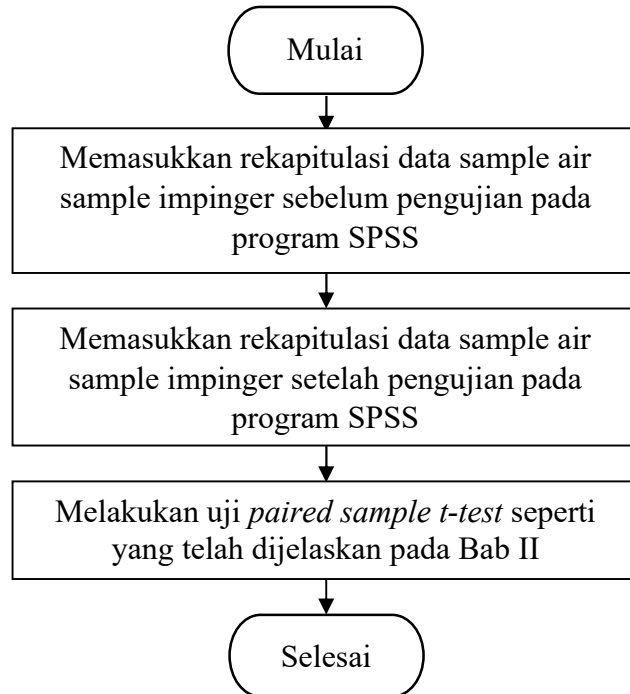 Mulai
Memasukkan rekapitulasi data sample air
sample impinger sebelum pengujian pada
program SPSS
Memasukkan rekapitulasi data sample air
sample impinger setelah pengujian pada
program SPSS
Melakukan uji paired sample t-test seperti
yang telah dijelaskan pada Bab II
Selesai